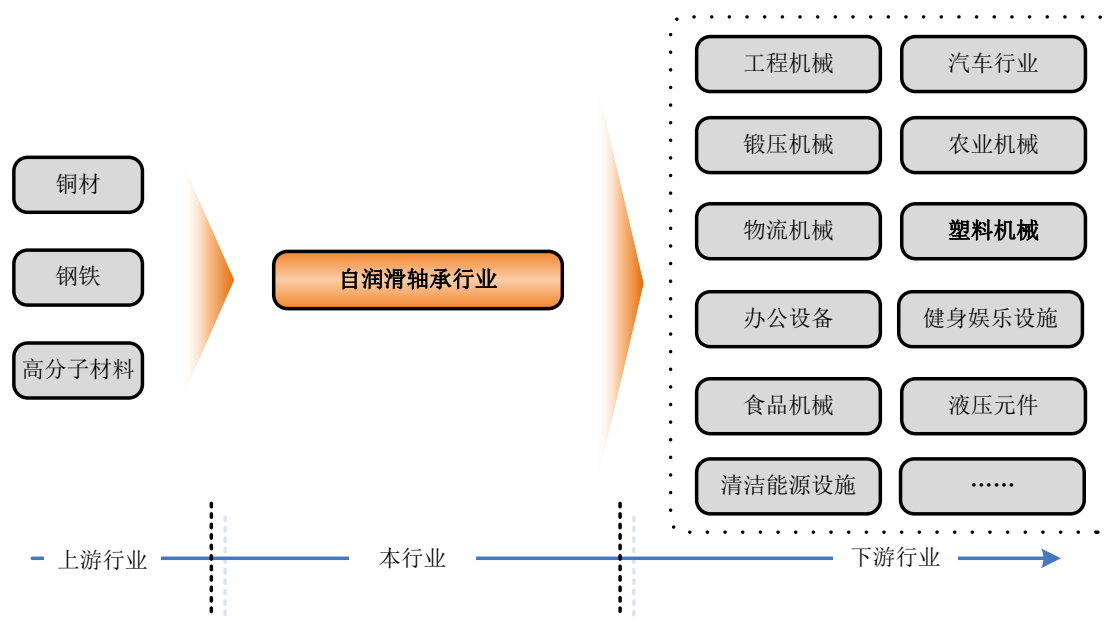 铜材
钢铁
高分子材料
自润滑轴承行业
工程机械
汽车行业
锻压机械
农业机械
物流机械
塑料机械
办公设备
健身娱乐设施
食品机械
液压元件
清洁能源设施
……
上游行业
本行业
下游行业